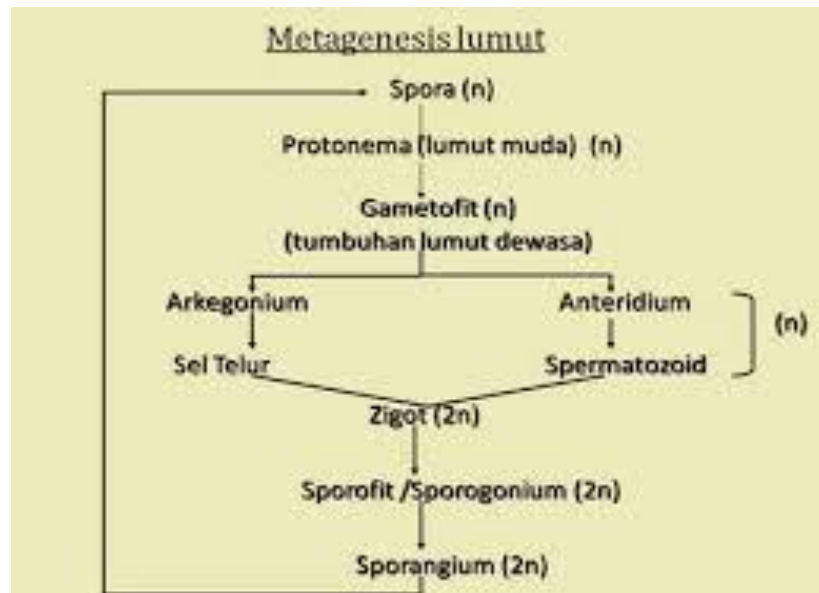 Metagenesis lumut
Spora (n)
Protonema (lumut muda) (n)
Gametofit (n)
(tumbuhan lumut dewasa)
Arkegonium
Anteridium
(n)
Sel Telur
Spermatozoid
Zigot (2n)
Sporofit /Sporogonium (2n)
Sporangium (2n)